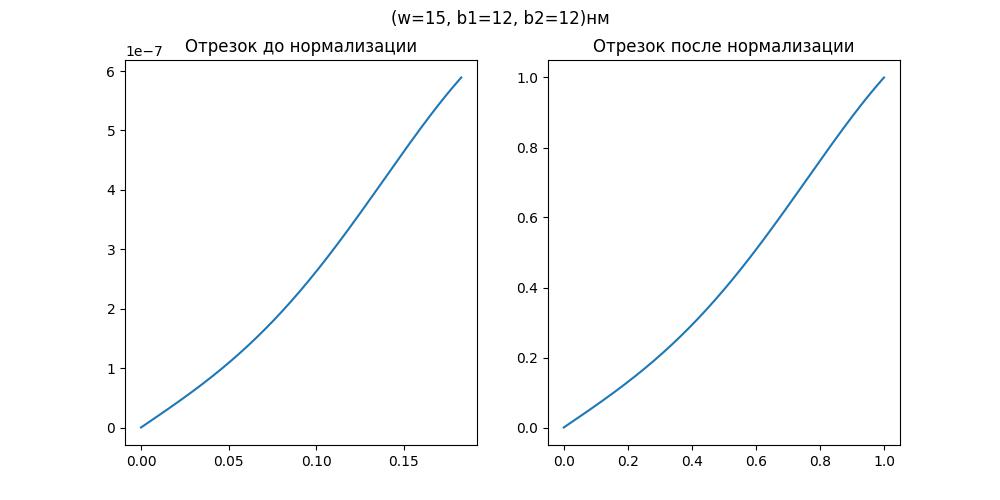 (w=15, b1=12, b2=12)нм
1e−7
Отрезок до нормализации
6
5
4
3
2
1
0
0.00 0.05 0.10 0.15
Отрезок после нормализации
1.0
0.8
0.6
0.4
0.2
0.0
0.0 0.2 0.4 0.6 0.8 1.0